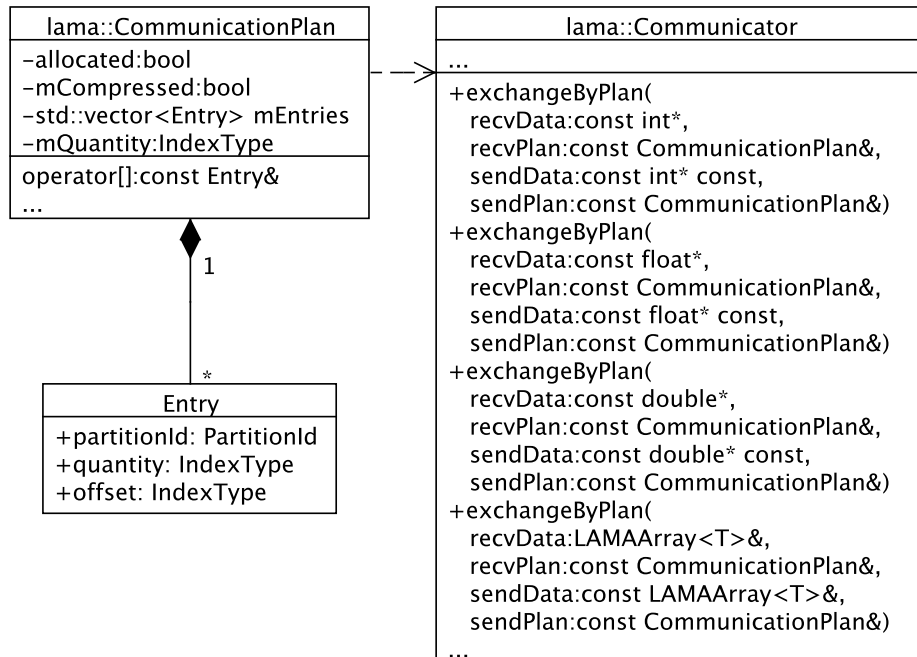 lama::CommunicationPlan
-allocated:bool
-mCompressed:bool
-std::vector<Entry> mEntries
-mQuantity:IndexType
operator[]:const Entry&
...
1
*
Entry
+partitionId: PartitionId
+quantity: IndexType
+offset: IndexType
lama::Communicator
...
+exchangeByPlan(
recvData:const int*,
recvPlan:const CommunicationPlan&,
sendData:const int* const,
sendPlan:const CommunicationPlan&)
+exchangeByPlan(
recvData:const float*,
recvPlan:const CommunicationPlan&,
sendData:const float* const,
sendPlan:const CommunicationPlan&)
+exchangeByPlan(
recvData:const double*,
recvPlan:const CommunicationPlan&,
sendData:const double* const,
sendPlan:const CommunicationPlan&)
+exchangeByPlan(
recvData:LAMAArray<T>&,
recvPlan:const CommunicationPlan&,
sendData:const LAMAArray<T>&,
sendPlan:const CommunicationPlan&)
...